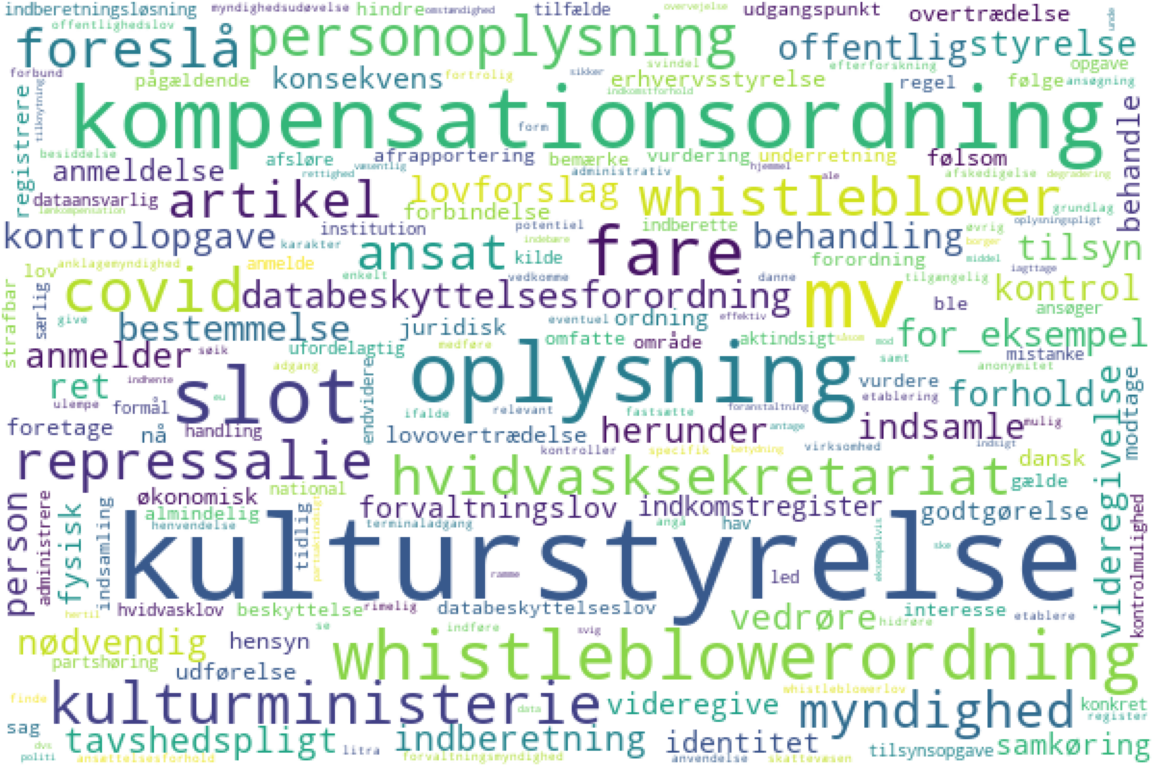 indberetningsløsning myndighedsudøvelse hindre omstændighed tilfælde overvejelse udgangspunkt overtrædelse
offentlighedslov foreslå personoplysning offentlig styrelse
forbund pågældende konsekvens fortrolig svindel sikker erhvervsstyrelse efterforskning regel følge opgave ansøgning
registrere tilknytning kompensationsordning indkomstforhold form behandle
besiddelse anmeldelse afsløre rettighed væsentlig afrapportering bemærke administrativ vurdering underretning hjemmel ale følsom afskedigelse degradering
dataansvarlig lønkompensation artikel lovforslag forbindelse whistleblower grundlag oplysningspligt
kontrolopgave karakter institution potentiel indebære indberette fare behandling øvrig borger tilsyn
lov anklagemyndighed anmelde ansat kilde enkelt vedkomme forordning danne middel iagttage tilgængelig
strafbar særlig covid databeskyttelsesforordning mv ble kontrol ansøger
give bestemmelse juridisk eventuel ordning effektiv aktindsigt såsom mod for_eksempel
anmelder søik ufordelagtig medføre omfatte område samt mistanke anonymitet
ret indhente adgang slot endvidere oplysning vurdere etablering forhold modtage
ulempe formål eu ifalde relevant fastsætte foranstaltning
foretage nå handling lovovertrædelse herunder antage indsamle mulig
repressalie kontroller specifik betydning virksomhed indsigt dansk
hvidvasksekretariat gælde videregivelse
person administrere økonomisk national forvaltningslov indkomstregister godtgørelse kontrolmulighed
fysisk indsamling almindelig henvendelse tidlig partsaktindsigt terminaladgang angå hav eksempelvis ske
kulturstyrelse ramme led
hertil hvidvasklov beskyttelse rimelig databeskyttelseslov vedrøre interesse etablere
nødvendig hensyn se indføre svig hidrøre
partshøring udførelse whistleblowerordning
finde kulturministerie data videregive whistleblowerlov myndighed konkret register
sag tavshedspligt litra indberetning identitet tilsynsopgave samkøring
dvs politi ansættelsesforhold forvaltningsmyndighed anvendelse skattevæsen